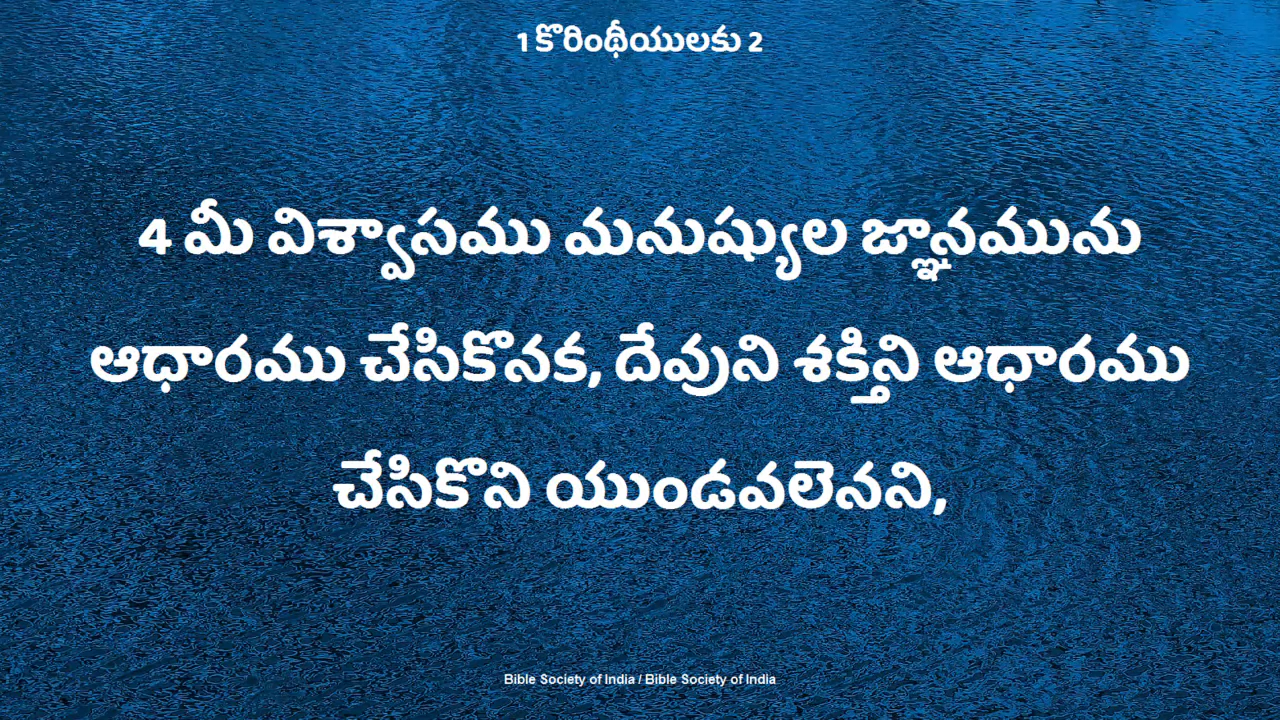 1 కొరింథీయులకు 2
4 మీ విశ్వాసము మనుష్యుల జ్ఞానమును
ఆధారము చేసికొనక, దేవుని శక్తిని ఆధారము
చేసికొని యుండవలెనని,
Bible Society of India / Bible Society of India